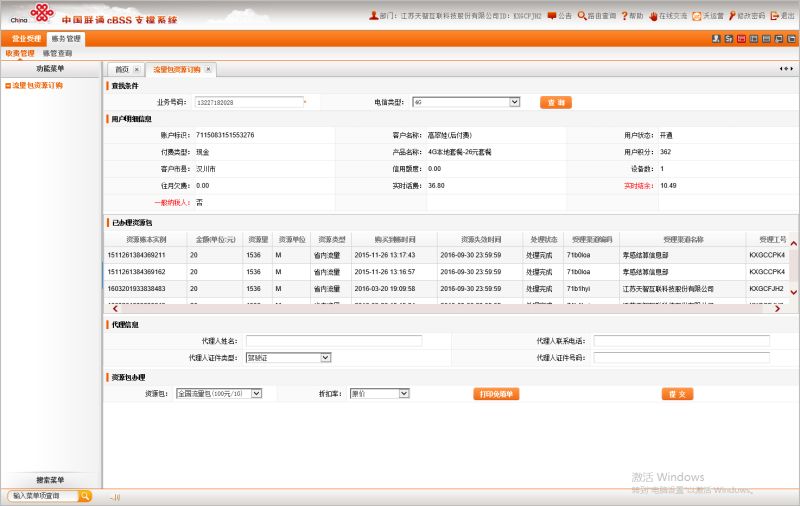 China
中国联通 cBSS 支撑系统
部门：江苏天智互联科技股份有限公司ID：KXGCFJH2 公告 路由查询 帮助 在线交流 沃运营 修改密码 退出
营业受理 账务管理
收费管理 账管查询
功能菜单
流量包资源订购
首页 流量包资源订购
查找条件
业务号码： 13227182028 * 电信类型： 4G 查 询
用户明细信息
账户标识： 7115083151553276 客户名称： 高翠娃(后付费) 用户状态： 开通
付费类型： 现金 产品名称： 4G本地套餐-26元套餐 用户积分： 362
客户市县： 汉川市 信用额度： 0.00 设备数： 1
往月欠费： 0.00 实时话费： 36.80 实时结余： 10.49
一般纳税人： 否
已办理资源包
资源账本实例 金额(单位:元) 资源量 资源单位 资源类型 购买到账时间 资源失效时间 处理状态 受理渠道编码 受理渠道名称 受理工号
1511261384369211 20 1536 M 省内流量 2015-11-26 13:17:43 2016-09-30 23:59:59 处理完成 71b0loa 孝感结算信息部 KXGCCPK4
1511261384369162 20 1536 M 省内流量 2015-11-26 13:16:57 2016-09-30 23:59:59 处理完成 71b0loa 孝感结算信息部 KXGCCPK4
1603201933838483 20 1536 M 省内流量 2016-03-20 19:09:58 2016-09-30 23:59:59 处理完成 71b1hyi 江苏天智互联科技股份有限公司 KXGCFJH2
代理信息
代理人姓名： 代理人联系电话：
代理人证件类型： 驾驶证 代理人证件号码：
资源包办理
资源包： 全国流量包(100元/1G) 折扣率： 原价 打印免填单 提 交
搜索菜单
输入菜单项查询
激活 Windows
转到"电脑设置"以激活 Windows。